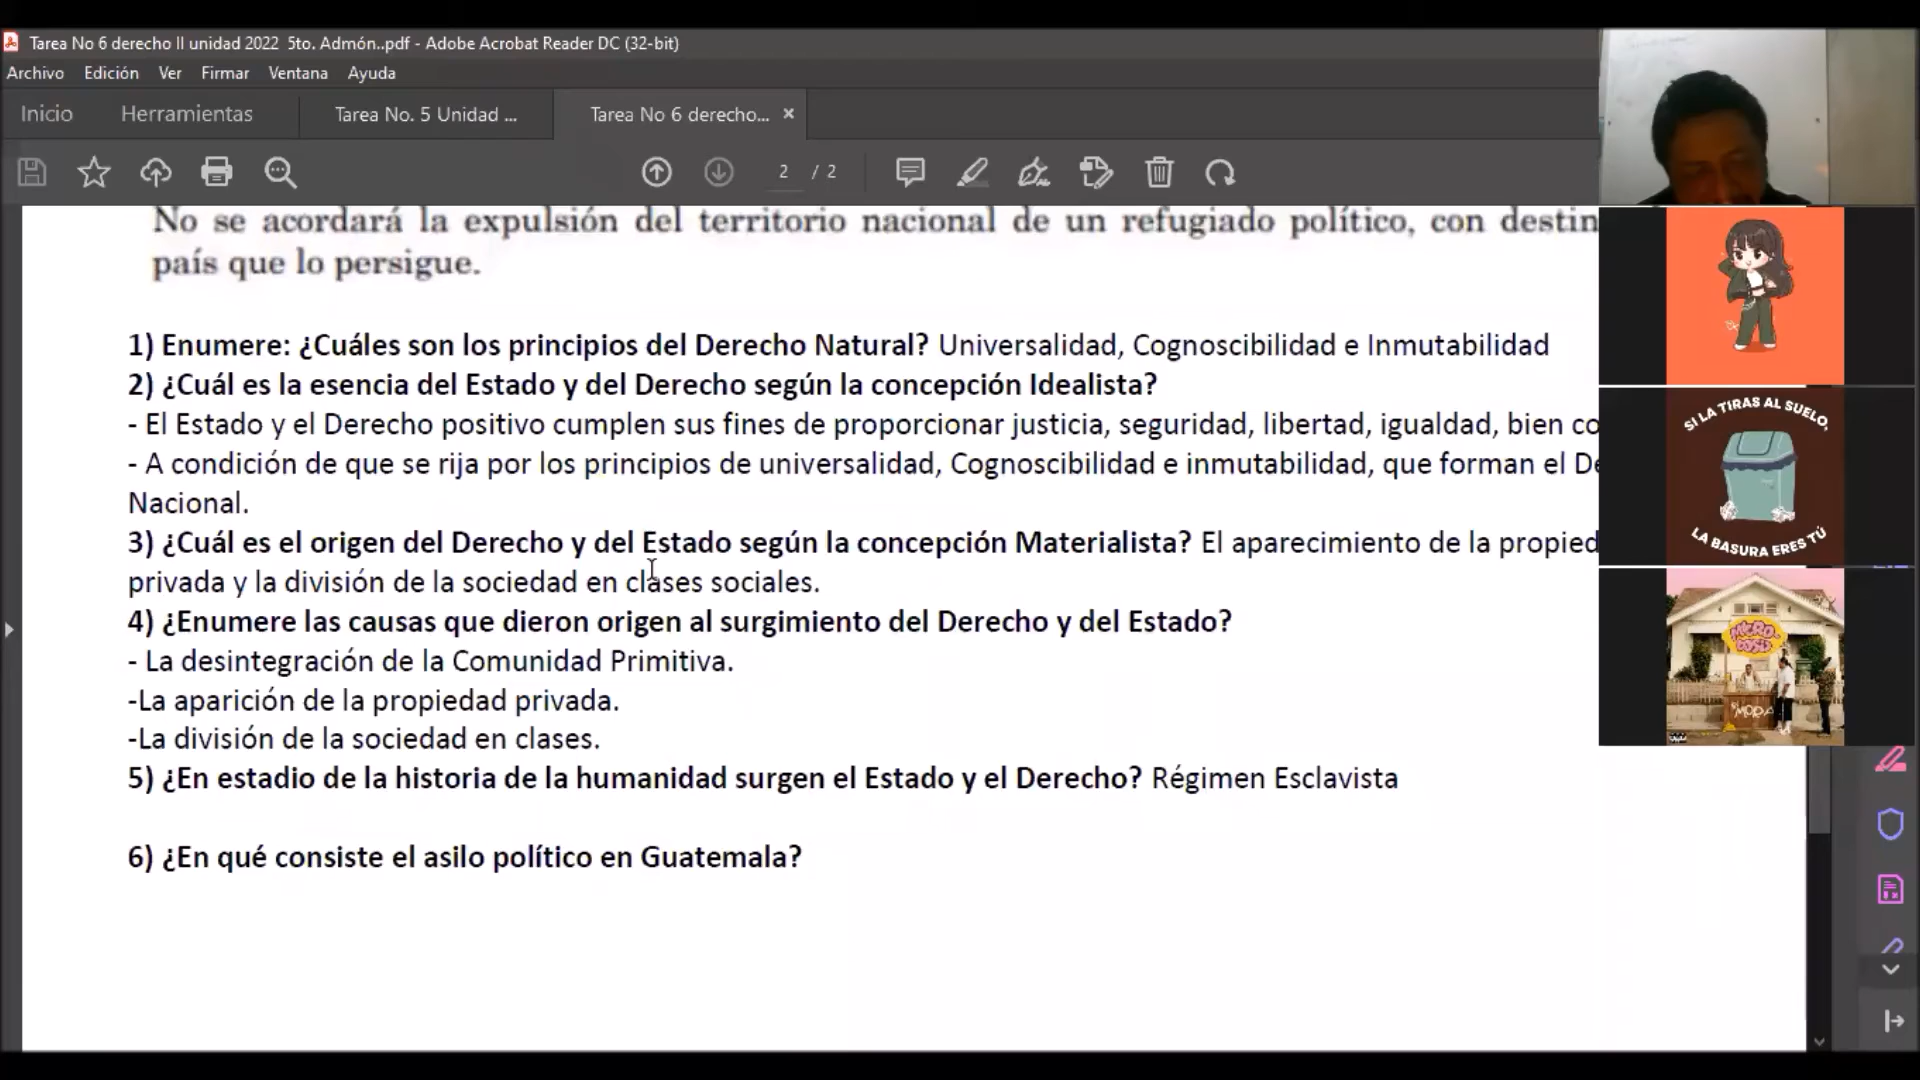 Tarea No 6 derecho II unidad 2022  5to. Admón..pdf - Adobe Acrobat Reader DC (32-bit)
Archivo Edición Ver Firmar Ventana Ayuda
Inicio Herramientas Tarea No. 5 Unidad ... Tarea No 6 derecho... ×
2 / 2
No se acordará la expulsión del territorio nacional de un refugiado político, con destin
país que lo persigue.
1) Enumere: ¿Cuáles son los principios del Derecho Natural? Universalidad, Cognoscibilidad e Inmutabilidad
2) ¿Cuál es la esencia del Estado y del Derecho según la concepción Idealista?
- El Estado y el Derecho positivo cumplen sus fines de proporcionar justicia, seguridad, libertad, igualdad, bien co
- A condición de que se rija por los principios de universalidad, Cognoscibilidad e inmutabilidad, que forman el De
Nacional.
3) ¿Cuál es el origen del Derecho y del Estado según la concepción Materialista? El aparecimiento de la propied
privada y la división de la sociedad en clases sociales.
4) ¿Enumere las causas que dieron origen al surgimiento del Derecho y del Estado?
- La desintegración de la Comunidad Primitiva.
-La aparición de la propiedad privada.
-La división de la sociedad en clases.
5) ¿En estadio de la historia de la humanidad surgen el Estado y el Derecho? Régimen Esclavista
6) ¿En qué consiste el asilo político en Guatemala?
SI LA TIRAS AL SUELO,
LA BASURA ERES TÚ
MICRO
DOSIS
MORA